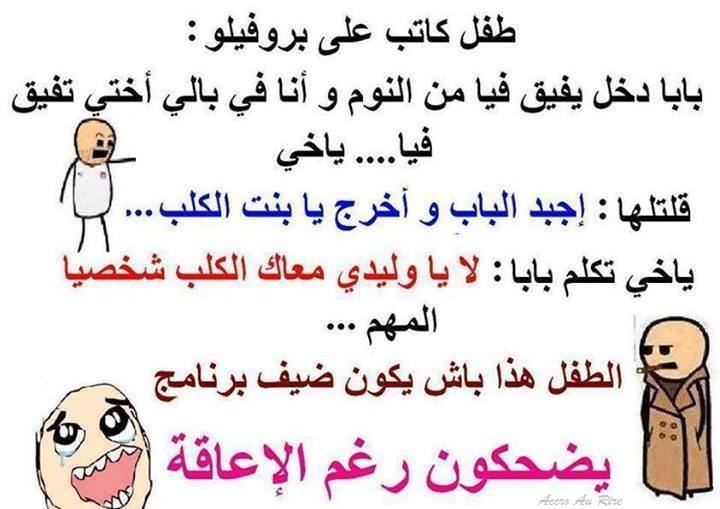 طفل كاتب على بروفيلو :
بابا دخل يفيق فيا من النوم و أنا في بالي أختي تفيق
فيا.... ياخي
قلتلها : إجبد الباب و أخرج يا بنت الكلب...
ياخي تكلم بابا : لا يا وليدي معاك الكلب شخصيا
المهم ...
الطفل هذا باش يكون ضيف برنامج
يضحكون رغم الإعاقة
Accro Au Rire